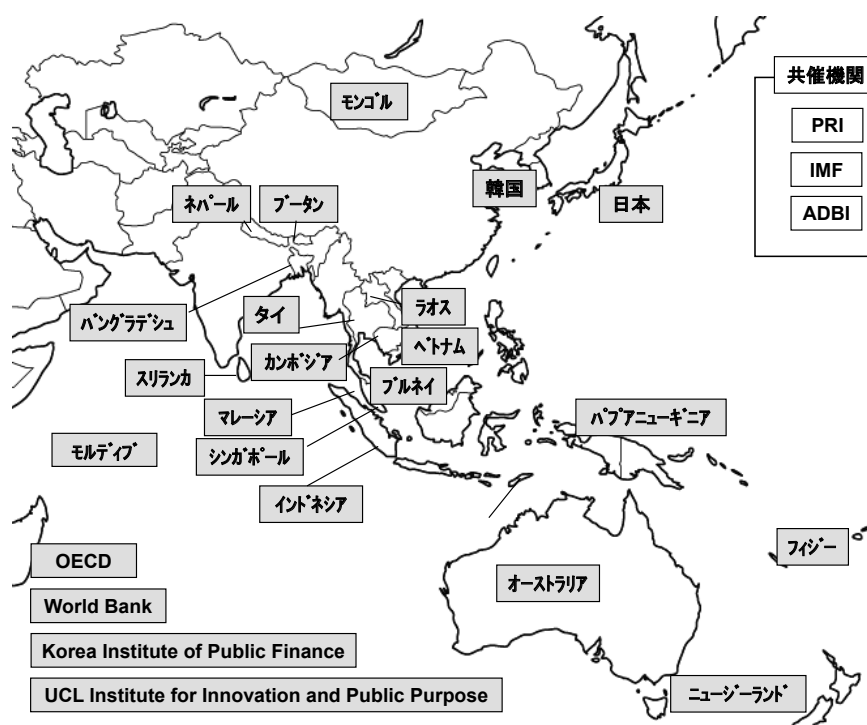 共催機関
モンゴル
PRI
IMF
韓国
ネパール
ブータン
日本
ADBI
バングラデシュ
タイ
ラオス
カンボジア
ベトナム
スリランカ
ブルネイ
マレーシア
パプアニューギニア
モルディブ
シンガポール
インドネシア
フィジー
OECD
オーストラリア
World Bank
Korea Institute of Public Finance
UCL Institute for Innovation and Public Purpose
ニュージーランド